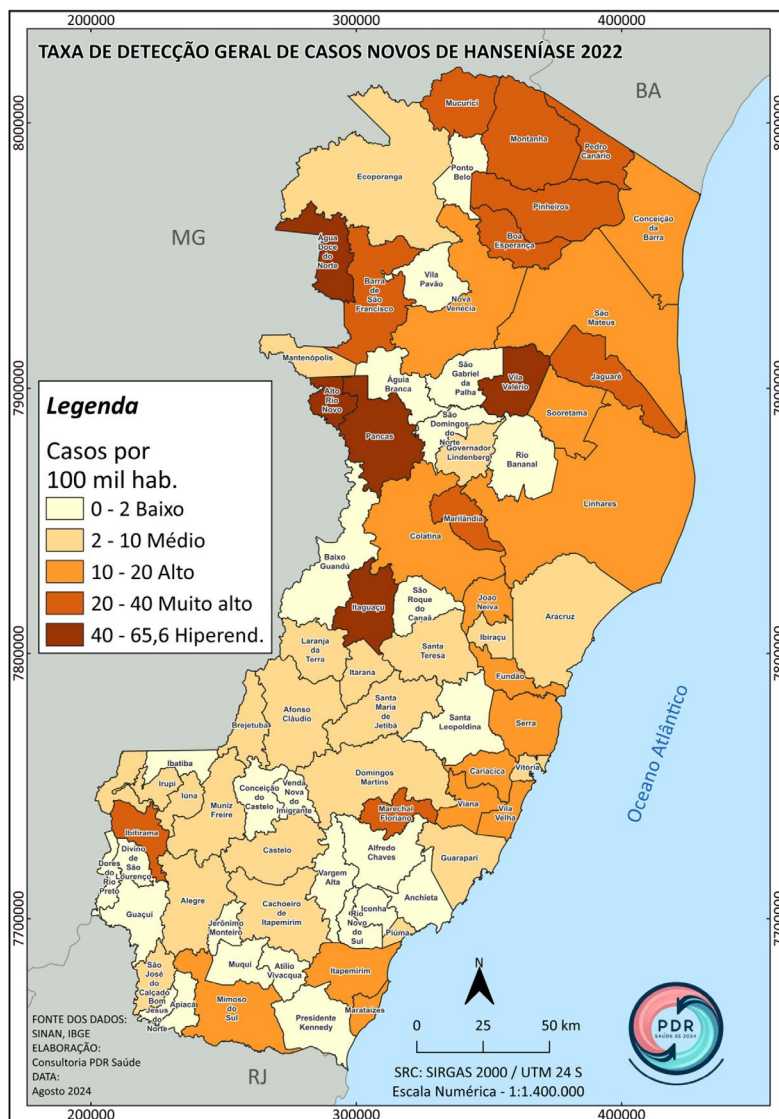 200000
300000
400000
TAXA DE DETECÇÃO GERAL DE CASOS NOVOS DE HANSENÍASE 2022
BA
8000000
8000000
Mucurici
Montanha
Pedro
Canário
Ponto
Belo
Ecoporanga
Pinheiros
Conceição
da
Barra
Boa
Esperança
MG
Água
Doce do
Norte
Barra
de São
Francisco
Vila
Pavão
Nova
Venécia
São
Mateus
Mantenópolis
Jaguaré
7900000
7900000
Águia
Branca
São
Gabriel
da Palha
Vila
Valério
Alto
Rio
Novo
Sooretama
Pancas
São
Domingos
do
Norte
Governador
Lindenberg
Rio
Bananal
Linhares
Legenda
Casos por
100 mil hab.
0 - 2 Baixo
2 - 10 Médio
10 - 20 Alto
20 - 40 Muito alto
40 - 65,6 Hiperend.
Marilândia
Colatina
Baixo
Guandú
Itaguaçu
São
Roque
do
Canaã
Joao
Neiva
Aracruz
Ibiraçu
7800000
7800000
Laranja
da
Terra
Santa
Teresa
Itarana
Fundão
Afonso
Cláudio
Santa
Maria
de
Jetibá
Brejetuba
Santa
Leopoldina
Serra
Oceano Atlântico
Ibatiba
Irupi
Iúna
Muniz
Freire
Conceição
do
Castelo
Venda
Nova
do
Imigrante
Domingos
Martins
Cariacica
Vitória
Viana
Vila
Velha
Marechal
Floriano
Ibitirama
Divino
de São
Lourenço
Dores
do
Rio
Preto
Castelo
Alfredo
Chaves
Guarapari
Vargem
Alta
Guaçuí
Alegre
Cachoeiro
de
Itapemirim
Anchieta
Iconha
Rio
Novo
do
Sul
Piúma
7700000
7700000
Jerônimo
Monteiro
Muqui
Atílio
Vivacqua
Itapemirim
São
José
do
Calçado
Bom
Jesus
do
Norte
Apiacá
Mimoso
do
Sul
Presidente
Kennedy
Marataízes
RJ
N
0
25
50 km
SRC: SIRGAS 2000 / UTM 24 S
Escala Numérica - 1:1.400.000
FONTE DOS DADOS:
SINAN, IBGE
ELABORAÇÃO:
Consultoria PDR Saúde
DATA:
Agosto 2024
PDR
SAÚDE ES 2024
200000
300000
400000